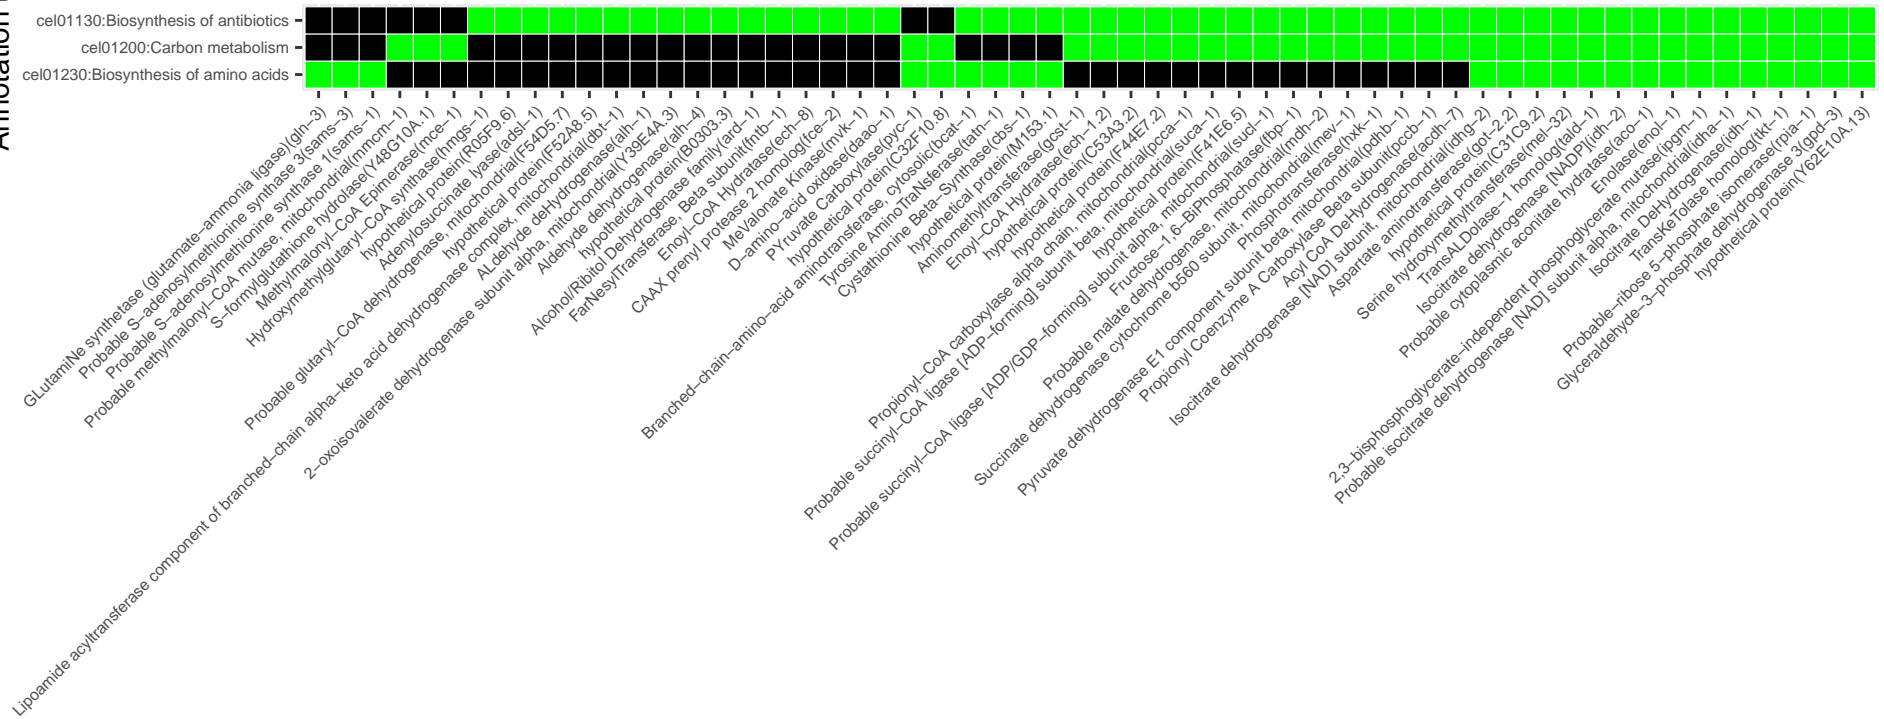 Annotation
cel01130:Biosynthesis of antibiotics
cel01200:Carbon metabolism
cel01230:Biosynthesis of amino acids
GLutamiNe synthetase (glutamate−ammonia ligase)(gln−3)
Probable S−adenosylmethionine synthase 3(sams−3)
Probable S−adenosylmethionine synthase 1(sams−1)
Probable methylmalonyl−CoA mutase, mitochondrial(mmcm−1)
S−formylglutathione hydrolase(Y48G10A.1)
Methylmalonyl−CoA Epimerase(mce−1)
Hydroxymethylglutaryl−CoA synthase(hmgs−1)
hypothetical protein(R05F9.6)
Adenylosuccinate lyase(adsl−1)
Probable glutaryl−CoA dehydrogenase, mitochondrial(F54D5.7)
hypothetical protein(F52A8.5)
Lipoamide acyltransferase component of branched−chain alpha−keto acid dehydrogenase complex, mitochondrial(dbt−1)
ALdehyde deHydrogenase(alh−1)
2−oxoisovalerate dehydrogenase subunit alpha, mitochondrial(Y39E4A.3)
Aldehyde dehydrogenase(alh−4)
hypothetical protein(B0303.3)
Alcohol/Ribitol Dehydrogenase family(ard−1)
FarNesylTransferase, Beta subunit(fntb−1)
Enoyl−CoA Hydratase(ech−8)
CAAX prenyl protease 2 homolog(fce−2)
MeValonate Kinase(mvk−1)
D−amino−acid oxidase(daao−1)
PYruvate Carboxylase(pyc−1)
hypothetical protein(C32F10.8)
Branched−chain−amino−acid aminotransferase, cytosolic(bcat−1)
Tyrosine AminoTraNsferase(tatn−1)
Cystathionine Beta−Synthase(cbs−1)
hypothetical protein(M153.1)
Aminomethyltransferase(gcst−1)
Enoyl−CoA Hydratase(ech−1.2)
hypothetical protein(C53A3.2)
hypothetical protein(F44E7.2)
Propionyl−CoA carboxylase alpha chain, mitochondrial(pcca−1)
Probable succinyl−CoA ligase [ADP−forming] subunit beta, mitochondrial(suca−1)
hypothetical protein(F41E6.5)
Probable succinyl−CoA ligase [ADP/GDP−forming] subunit alpha, mitochondrial(sucl−1)
Fructose−1,6−BiPhosphatase(fbp−1)
Probable malate dehydrogenase, mitochondrial(mdh−2)
Succinate dehydrogenase cytochrome b560 subunit, mitochondrial(mev−1)
Phosphotransferase(hxk−1)
Pyruvate dehydrogenase E1 component subunit beta, mitochondrial(pdhb−1)
Propionyl Coenzyme A Carboxylase Beta subunit(pccb−1)
Acyl CoA DeHydrogenase(acdh−7)
Isocitrate dehydrogenase [NAD] subunit, mitochondrial(idhg−2)
Aspartate aminotransferase(got−2.2)
hypothetical protein(C31C9.2)
Serine hydroxymethyltransferase(mel−32)
TransALDolase−1 homolog(tald−1)
Isocitrate dehydrogenase [NADP](idh−2)
Probable cytoplasmic aconitate hydratase(aco−1)
Enolase(enol−1)
2,3−bisphosphoglycerate−independent phosphoglycerate mutase(ipgm−1)
Probable isocitrate dehydrogenase [NAD] subunit alpha, mitochondrial(idha−1)
Isocitrate DeHydrogenase(idh−1)
TransKeTolase homolog(tkt−1)
Probable−ribose 5−phosphate isomerase(rpia−1)
Glyceraldehyde−3−phosphate dehydrogenase 3(gpd−3)
hypothetical protein(Y62E10A.13)